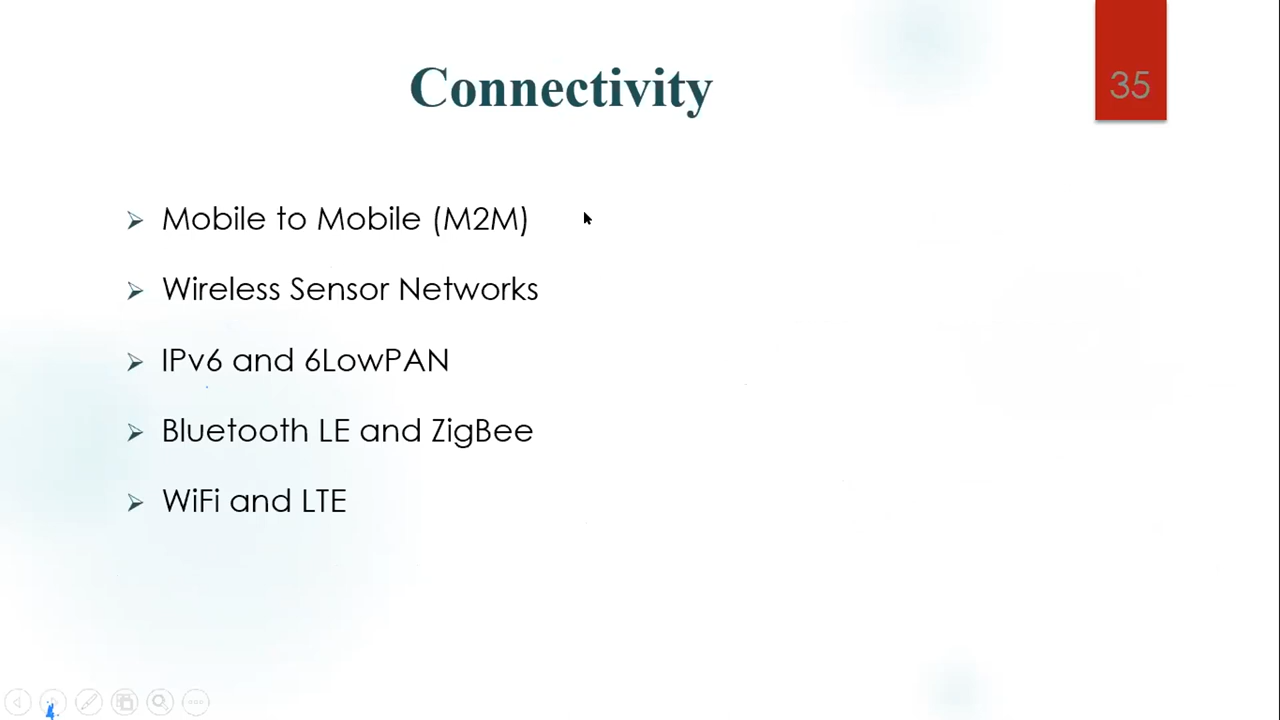 Connectivity
35
Mobile to Mobile (M2M)
Wireless Sensor Networks
IPv6 and 6LowPAN
Bluetooth LE and ZigBee
WiFi and LTE